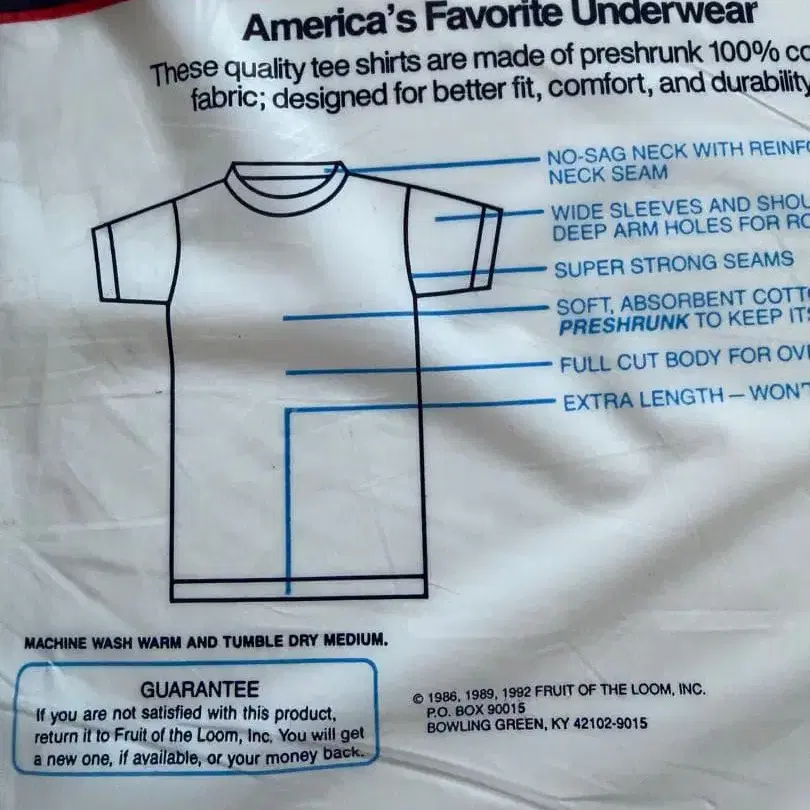 America's Favorite Underwear
These quality tee shirts are made of preshrunk 100%
fabric; designed for better fit, comfort, and durability
NO-SAG NECK WITH
NECK SEAM
WIDE SLEEVES AND
DEEP ARM HOLES FOR
SUPER STRONG SEAMS
SOFT, ABSORBENT
PRESHRUNK TO KEEP
FULL CUT BODY FOR
EXTRA LENGTH — WON'T
MACHINE WASH WARM AND TUMBLE DRY MEDIUM.
GUARANTEE
If you are not satisfied with this product,
return it to Fruit of the Loom, Inc. You will get
a new one, if available, or your money back.
© 1986, 1989, 1992 FRUIT OF THE LOOM, INC.
P.O. BOX 90015
BOWLING GREEN, KY 42102-9015